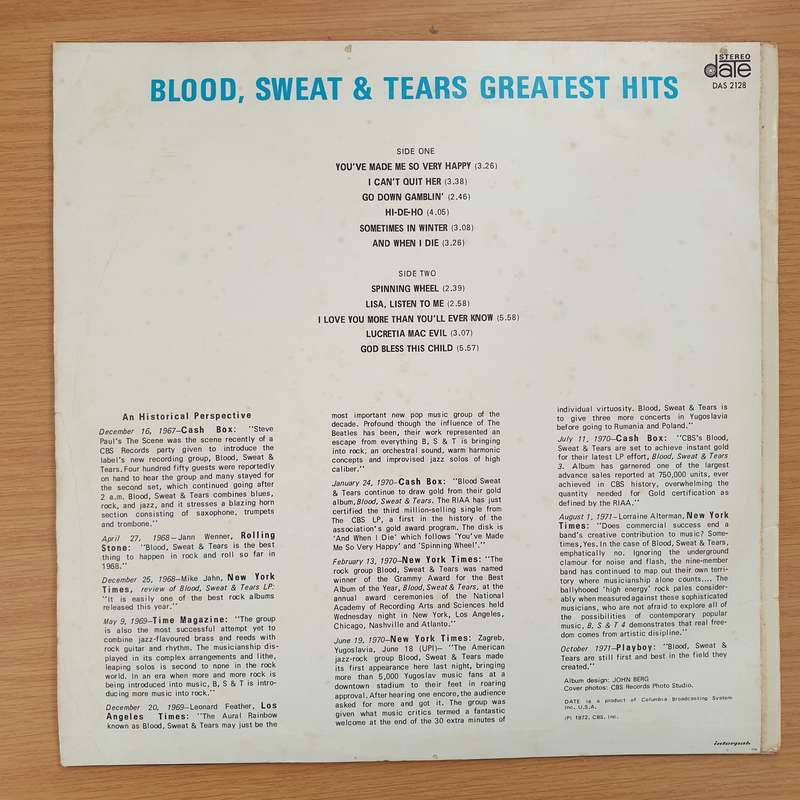 STEREO
date
DAS 2128
BLOOD, SWEAT & TEARS GREATEST HITS
SIDE ONE
YOU'VE MADE ME SO VERY HAPPY (3.26)
I CAN'T QUIT HER (3.38)
GO DOWN GAMBLIN' (2.46)
HI-DE-HO (4.05)
SOMETIMES IN WINTER (3.08)
AND WHEN I DIE (3.26)
SIDE TWO
SPINNING WHEEL (2.39)
LISA, LISTEN TO ME (2.58)
I LOVE YOU MORE THAN YOU'LL EVER KNOW (5.58)
LUCRETIA MAC EVIL (3.07)
GOD BLESS THIS CHILD (5.57)
An Historical Perspective
December 16, 1967—Cash Box: "Steve
Paul's The Scene was the scene recently of a
CBS Records party given to introduce the
label's new recording group, Blood, Sweat &
Tears. Four hundred fifty guests were reportedly
on hand to hear the group and many stayed for
the second set, which continued going after
2 a.m. Blood, Sweat & Tears combines blues,
rock, and jazz, and it stresses a blazing horn
section consisting of saxophone, trumpets
and trombone."
April 27, 1968—Jann Wenner, Rolling
Stone: "Blood, Sweat & Tears is the best
thing to happen in rock and roll so far in
1968."
December 25, 1968—Mike Jahn, New York
Times, review of Blood, Sweat & Tears LP:
"It is easily one of the best rock albums
released this year."
May 9, 1969—Time Magazine: "The group
is also the most successful attempt yet to
combine jazz-flavoured brass and reeds with
rock guitar and rhythm. The musicianship dis-
played in its complex arrangements and lithe,
leaping solos is second to none in the rock
world. In an era when more and more rock is
being introduced into music, B, S & T is intro-
ducing more music into rock."
December 20, 1969—Leonard Feather, Los
Angeles Times: "The Aural Rainbow
known as Blood, Sweat & Tears may just be the
most important new pop music group of the
decade. Profound though the influence of The
Beatles has been, their work represented an
escape from everything B, S & T is bringing
into rock; an orchestral sound, warm harmonic
concepts and improvised jazz solos of high
caliber."
January 24, 1970—Cash Box: "Blood Sweat
& Tears continue to draw gold from their gold
album, Blood, Sweat & Tears. The RIAA has just
certified the third million-selling single from
The CBS LP, a first in the history of the
association's gold award program. The disk is
'And When I Die' which follows 'You've Made
Me So Very Happy' and 'Spinning Wheel'."
February 13, 1970—New York Times: "The
rock group Blood, Sweat & Tears was named
winner of the Grammy Award for the Best
Album of the Year, Blood, Sweat & Tears, at the
annual award ceremonies of the National
Academy of Recording Arts and Sciences held
Wednesday night in New York, Los Angeles,
Chicago, Nashville and Atlanta."
June 19, 1970—New York Times: Zagreb,
Yugoslavia, June 18 (UPI)— "The American
jazz-rock group Blood, Sweat & Tears made
its first appearance here last night, bringing
more than 5,000 Yugoslav music fans at a
downtown stadium to their feet in roaring
approval. After hearing one encore, the audience
asked for more and got it. The group was
given what music critics termed a fantastic
welcome at the end of the 30 extra minutes of
individual virtuosity. Blood, Sweat & Tears is
to give three more concerts in Yugoslavia
before going to Rumania and Poland."
July 11, 1970—Cash Box: "CBS's Blood,
Sweat & Tears are set to achieve instant gold
for their latest LP effort, Blood, Sweat & Tears
3. Album has garnered one of the largest
advance sales reported at 750,000 units, ever
achieved in CBS history, overwhelming the
quantity needed for Gold certification as
defined by the RIAA."
August 1, 1971—Lorraine Alterman, New York
Times: "Does commercial success end a
band's creative contribution to music? Some-
times, Yes. In the case of Blood, Sweat & Tears,
emphatically no. Ignoring the underground
clamour for noise and flash, the nine-member
band has continued to map out their own terri-
tory where musicianship alone counts.... The
ballyhooed 'high energy' rock pales consider-
ably when measured against these sophisticated
musicians, who are not afraid to explore all of
the possibilities of contemporary popular
music, B, S & T 4 demonstrates that real free-
dom comes from artistic disipline."
October 1971—Playboy: "Blood, Sweat &
Tears are still first and best in the field they
created."
Album design: JOHN BERG
Cover photos: CBS Records Photo Studio.
DATE is a product of Columbia Broadcasting System
Inc. U.S.A.
(P) 1972, CBS, Inc.
interpak